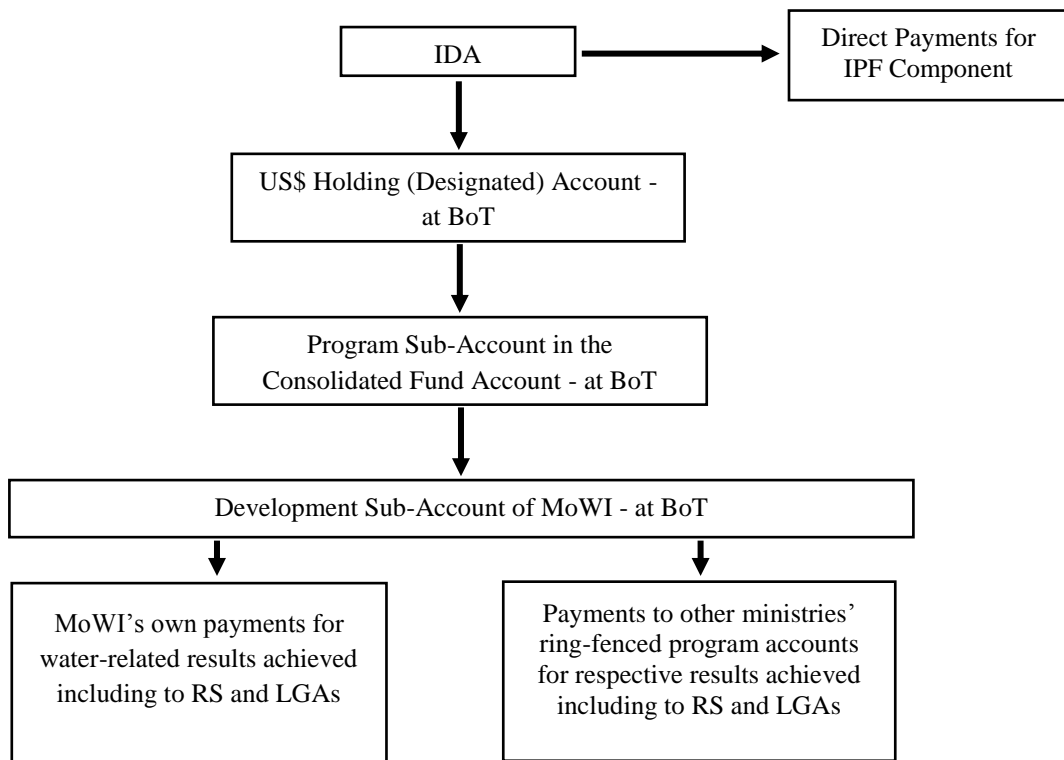 IDA
Direct Payments for
IPF Component
US$ Holding (Designated) Account -
at BoT
Program Sub-Account in the
Consolidated Fund Account - at BoT
Development Sub-Account of MoWI - at BoT
MoWI’s own payments for
water-related results achieved
including to RS and LGAs
Payments to other ministries’
ring-fenced program accounts
for respective results achieved
including to RS and LGAs